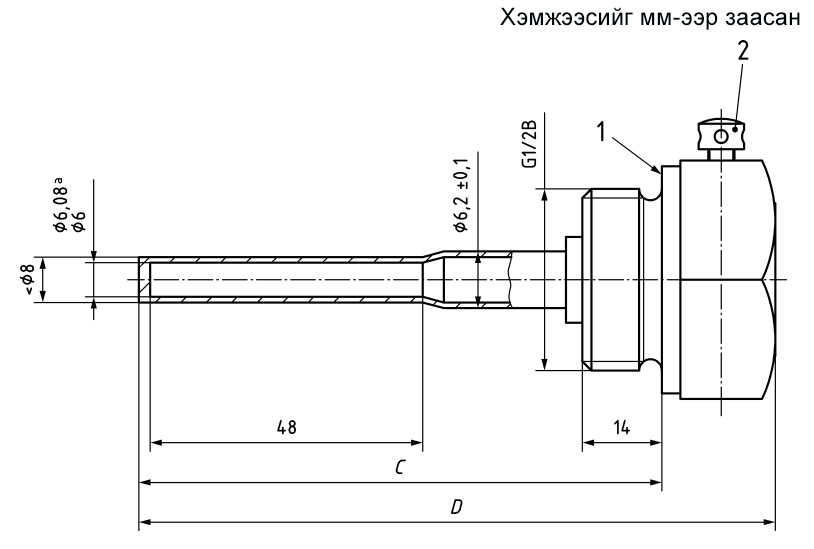 Хэмжээсийг мм-ээр заасан
2
1
G1/2B
ϕ6,2 ±0,1
ϕ6,08ᵃ
ϕ6
<ϕ8
48
14
C
D